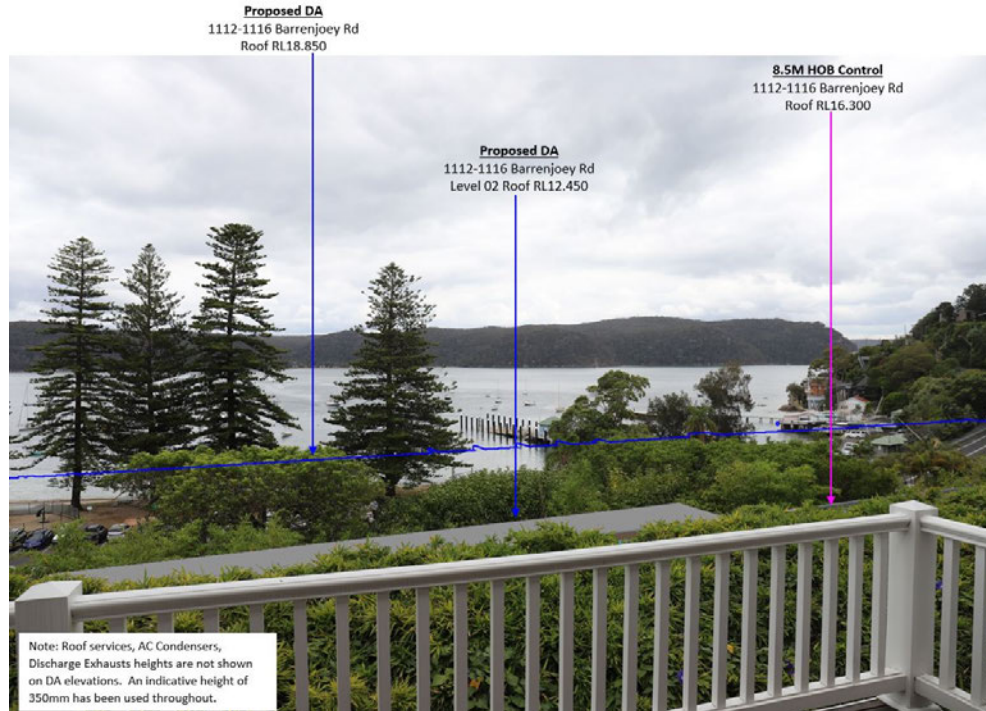 Proposed DA
1112-1116 Barrenjoey Rd
Roof RL18.850
8.5M HOB Control
1112-1116 Barrenjoey Rd
Roof RL16.300
Proposed DA
1112-1116 Barrenjoey Rd
Level 02 Roof RL12.450
Note: Roof services, AC Condensers,
Discharge Exhausts heights are not shown
on DA elevations. An indicative height of
350mm has been used throughout.